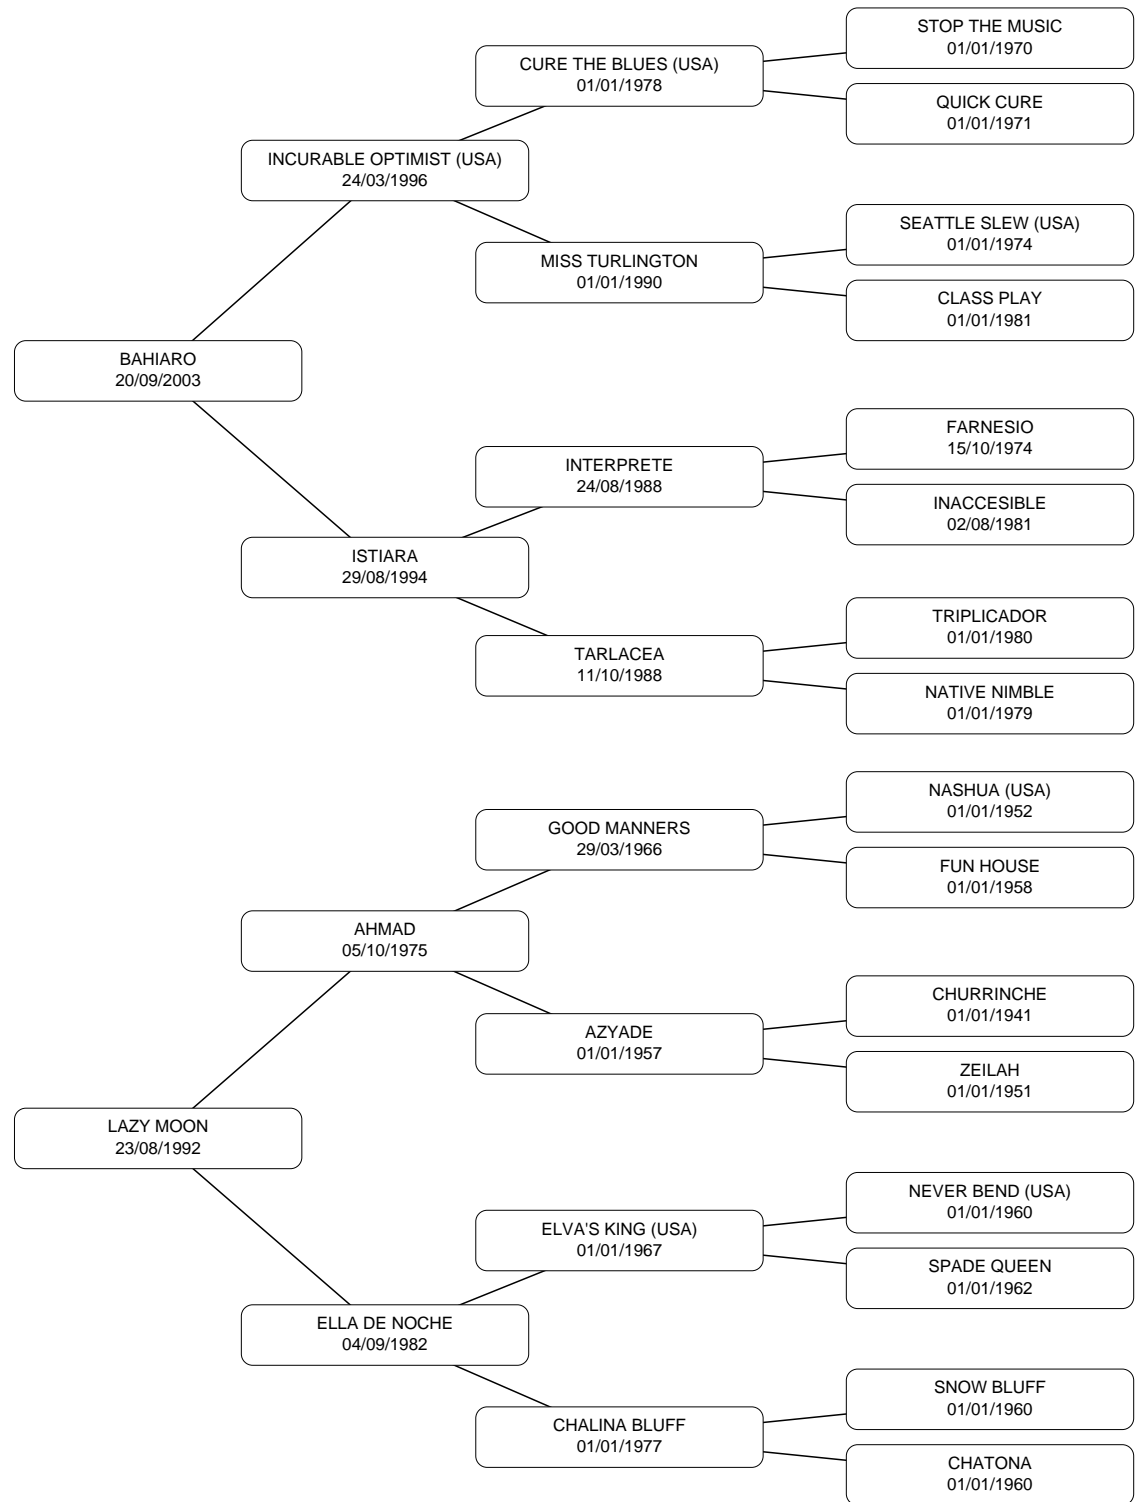 STOP THE MUSIC
01/01/1970
CURE THE BLUES (USA)
01/01/1978
QUICK CURE
01/01/1971
INCURABLE OPTIMIST (USA)
24/03/1996
SEATTLE SLEW (USA)
01/01/1974
MISS TURLINGTON
01/01/1990
CLASS PLAY
01/01/1981
BAHIARO
20/09/2003
FARNESIO
15/10/1974
INTERPRETE
24/08/1988
INACCESIBLE
02/08/1981
ISTIARA
29/08/1994
TRIPLICADOR
01/01/1980
TARLACEA
11/10/1988
NATIVE NIMBLE
01/01/1979
NASHUA (USA)
01/01/1952
GOOD MANNERS
29/03/1966
FUN HOUSE
01/01/1958
AHMAD
05/10/1975
CHURRINCHE
01/01/1941
AZYADE
01/01/1957
ZEILAH
01/01/1951
LAZY MOON
23/08/1992
NEVER BEND (USA)
01/01/1960
ELVA'S KING (USA)
01/01/1967
SPADE QUEEN
01/01/1962
ELLA DE NOCHE
04/09/1982
SNOW BLUFF
01/01/1960
CHALINA BLUFF
01/01/1977
CHATONA
01/01/1960